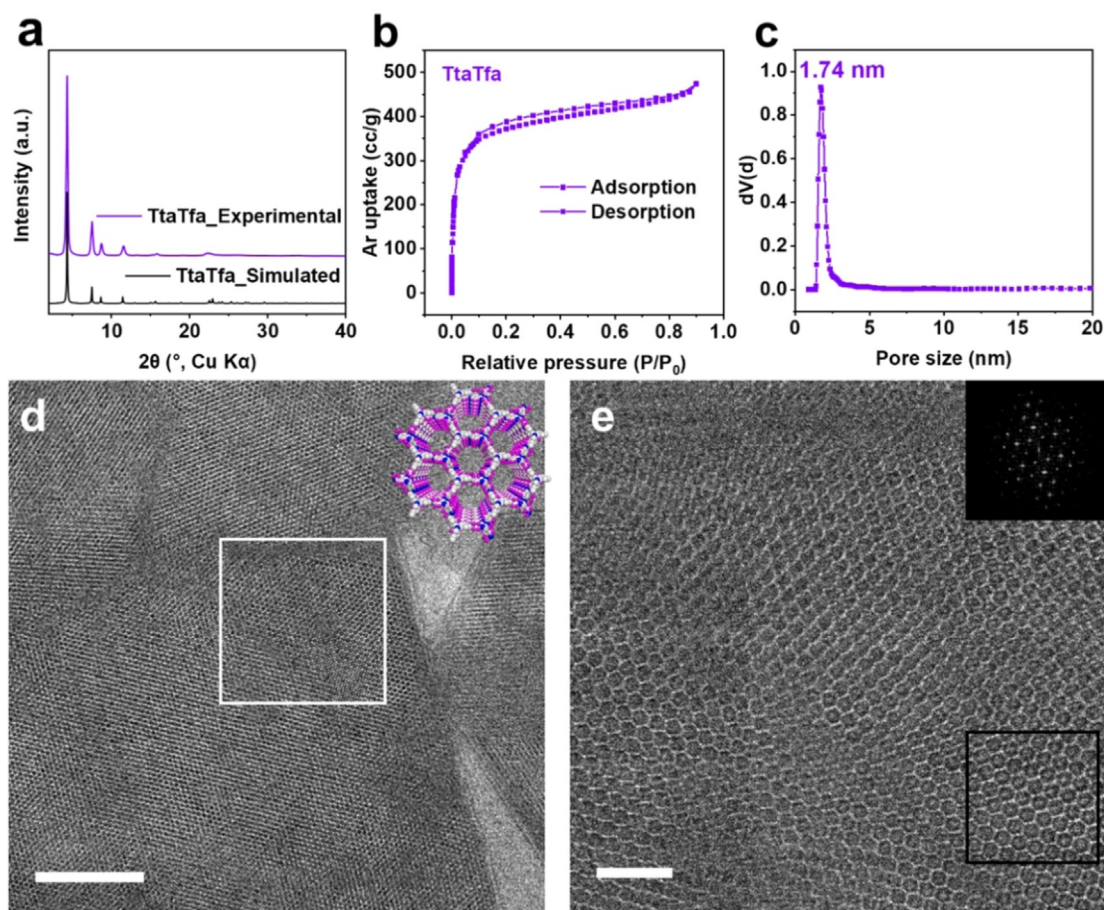 a
Intensity (a.u.)
TtaTfa_Experimental
TtaTfa_Simulated
10
20
30
40
2θ (°, Cu Kα)
b
Ar uptake (cc/g)
500
400
300
200
100
0
TtaTfa
Adsorption
Desorption
0.0
0.2
0.4
0.6
0.8
1.0
Relative pressure (P/P₀)
c
dV(d)
1.0
0.8
0.6
0.4
0.2
0.0
1.74 nm
0
5
10
15
20
Pore size (nm)
d
e